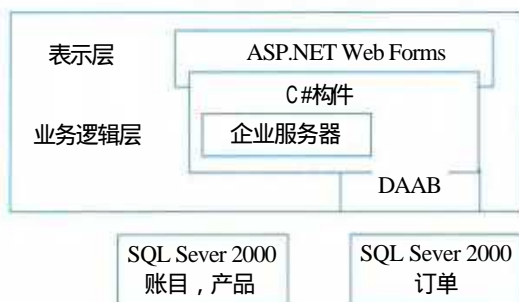 表示层
ASP.NET Web Forms
C#构件
业务逻辑层
企业服务器
DAAB
SQL Sever 2000
账目，产品
SQL Sever 2000
订单